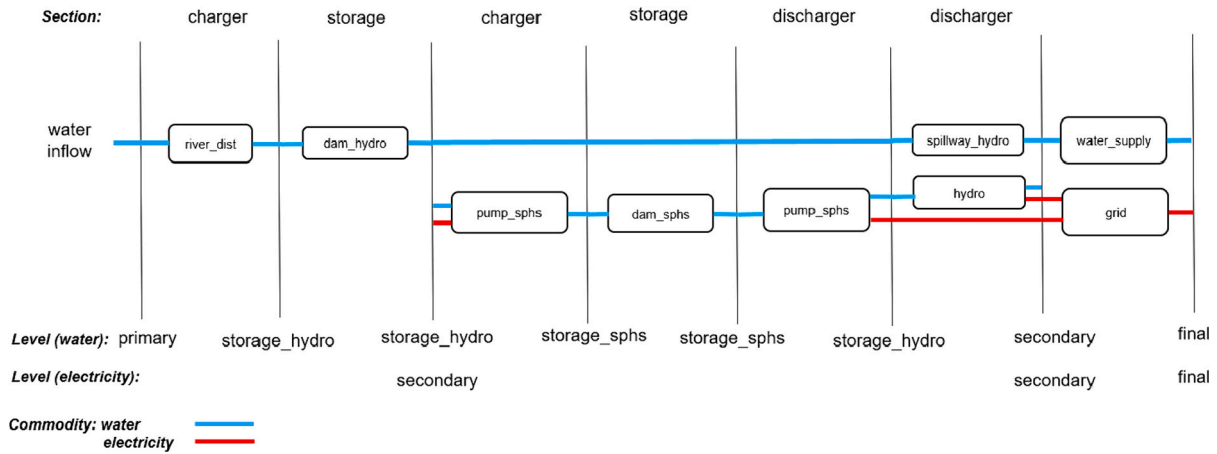 Section: charger storage charger storage discharger discharger
water
inflow
river_dist dam_hydro spillway_hydro water_supply
pump_sphs dam_sphs pump_sphs hydro grid
Level (water): primary storage_hydro storage_hydro storage_sphs storage_sphs storage_hydro secondary final
Level (electricity): secondary secondary final
Commodity: water
electricity